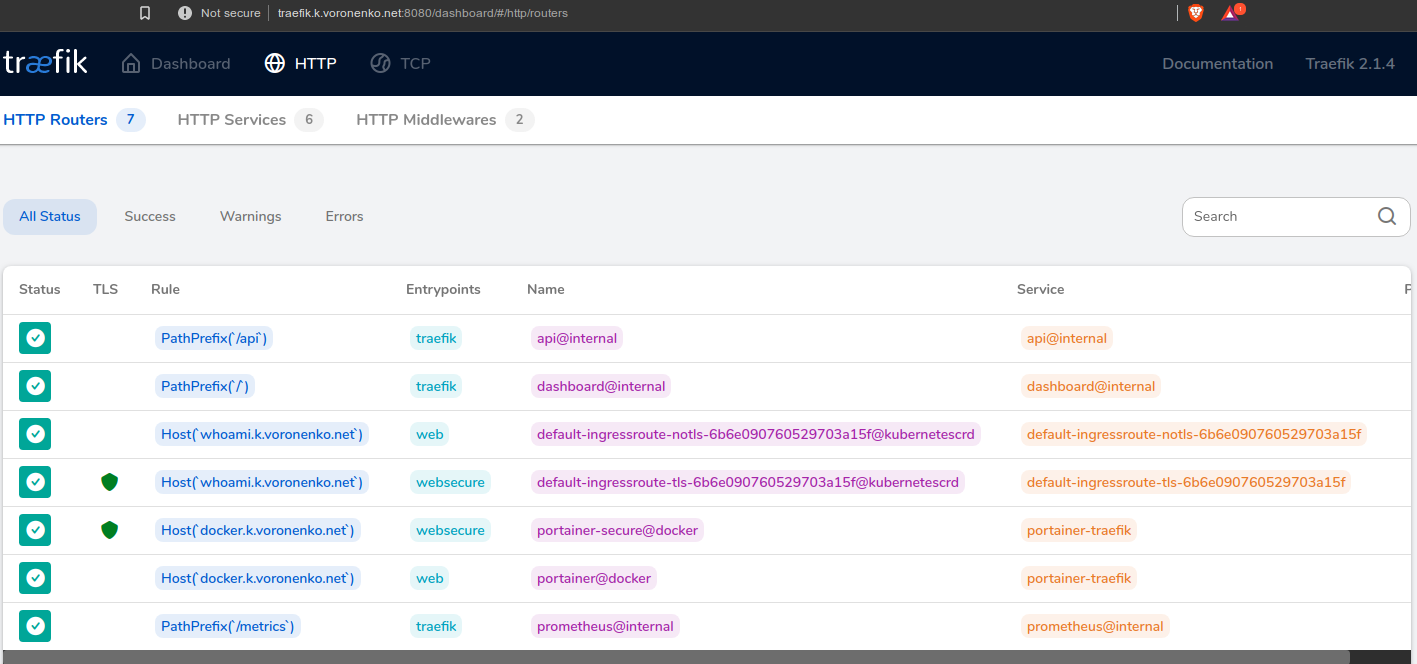 Not secure traefik.k.voronenko.net:8080/dashboard/#/http/routers
træfik Dashboard HTTP TCP Documentation Traefik 2.1.4
HTTP Routers 7 HTTP Services 6 HTTP Middlewares 2
All Status Success Warnings Errors Search
Status TLS Rule Entrypoints Name Service
PathPrefix(`/api`) traefik api@internal api@internal
PathPrefix(`/`) traefik dashboard@internal dashboard@internal
Host(`whoami.k.voronenko.net`) web default-ingressroute-notls-6b6e090760529703a15f@kubernetescrd default-ingressroute-notls-6b6e090760529703a15f
Host(`whoami.k.voronenko.net`) websecure default-ingressroute-tls-6b6e090760529703a15f@kubernetescrd default-ingressroute-tls-6b6e090760529703a15f
Host(`docker.k.voronenko.net`) websecure portainer-secure@docker portainer-traefik
Host(`docker.k.voronenko.net`) web portainer@docker portainer-traefik
PathPrefix(`/metrics`) traefik prometheus@internal prometheus@internal